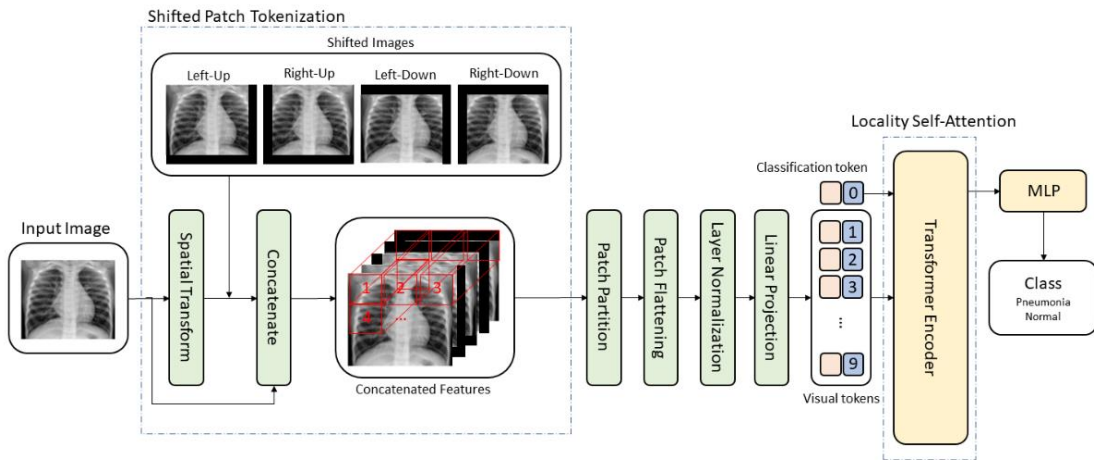 Shifted Patch Tokenization
Shifted Images
Left-Up
Right-Up
Left-Down
Right-Down
Input Image
Spatial Transform
Concatenate
1 2 3
4 ...
Concatenated Features
Patch Partition
Patch Flattening
Layer Normalization
Linear Projection
Classification token
0
1
2
3
...
9
Visual tokens
Locality Self-Attention
Transformer Encoder
MLP
Class
Pneumonia
Normal